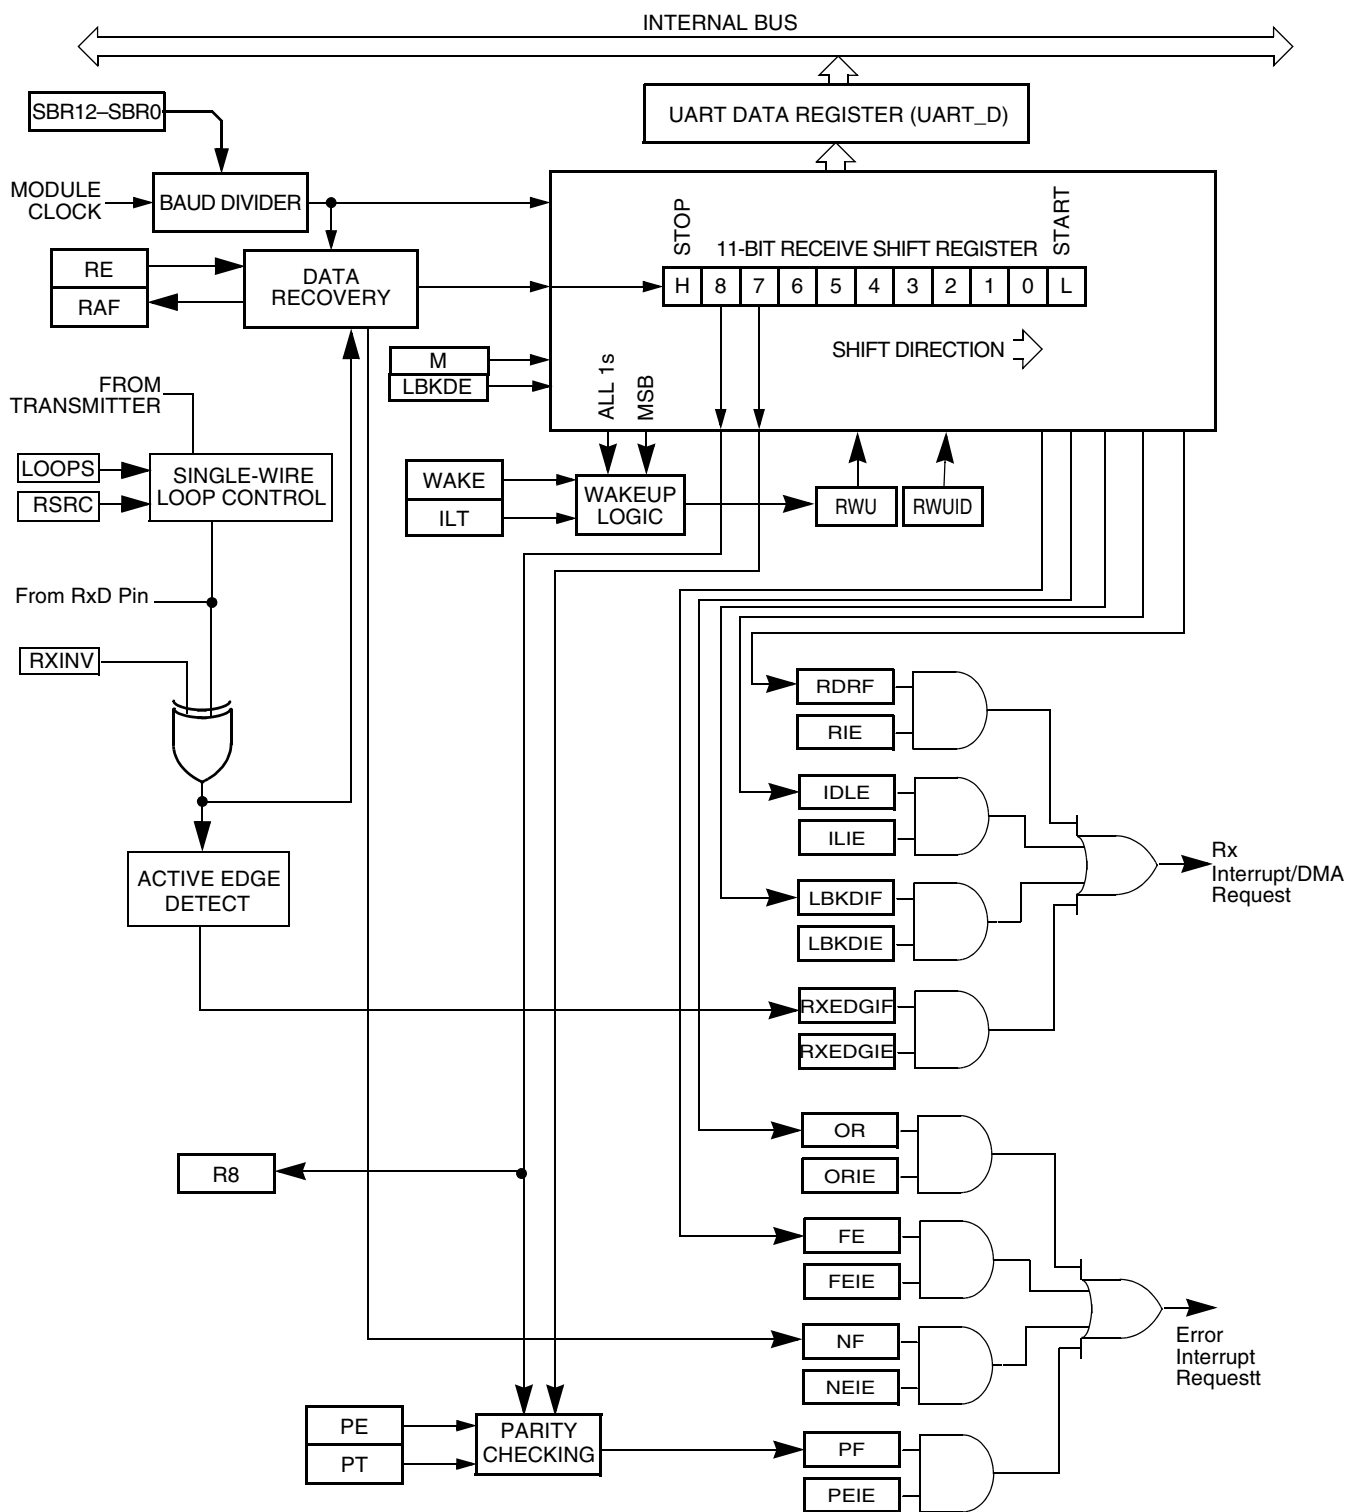 INTERNAL BUS
SBR12–SBR0
UART DATA REGISTER (UART_D)
MODULE
CLOCK
BAUD DIVIDER
STOP
START
11-BIT RECEIVE SHIFT REGISTER
H 8 7 6 5 4 3 2 1 0 L
RE
RAF
DATA
RECOVERY
SHIFT DIRECTION
M
LBKDE
ALL 1s
MSB
FROM
TRANSMITTER
LOOPS
RSRC
SINGLE-WIRE
LOOP CONTROL
WAKE
ILT
WAKEUP
LOGIC
RWU
RWUID
From RxD Pin
RXINV
RDRF
RIE
IDLE
ILIE
Rx
Interrupt/DMA
Request
ACTIVE EDGE
DETECT
LBKDIF
LBKDIE
RXEDGIF
RXEDGIE
OR
ORIE
R8
FE
FEIE
NF
NEIE
Error
Interrupt
Requestt
PE
PT
PARITY
CHECKING
PF
PEIE